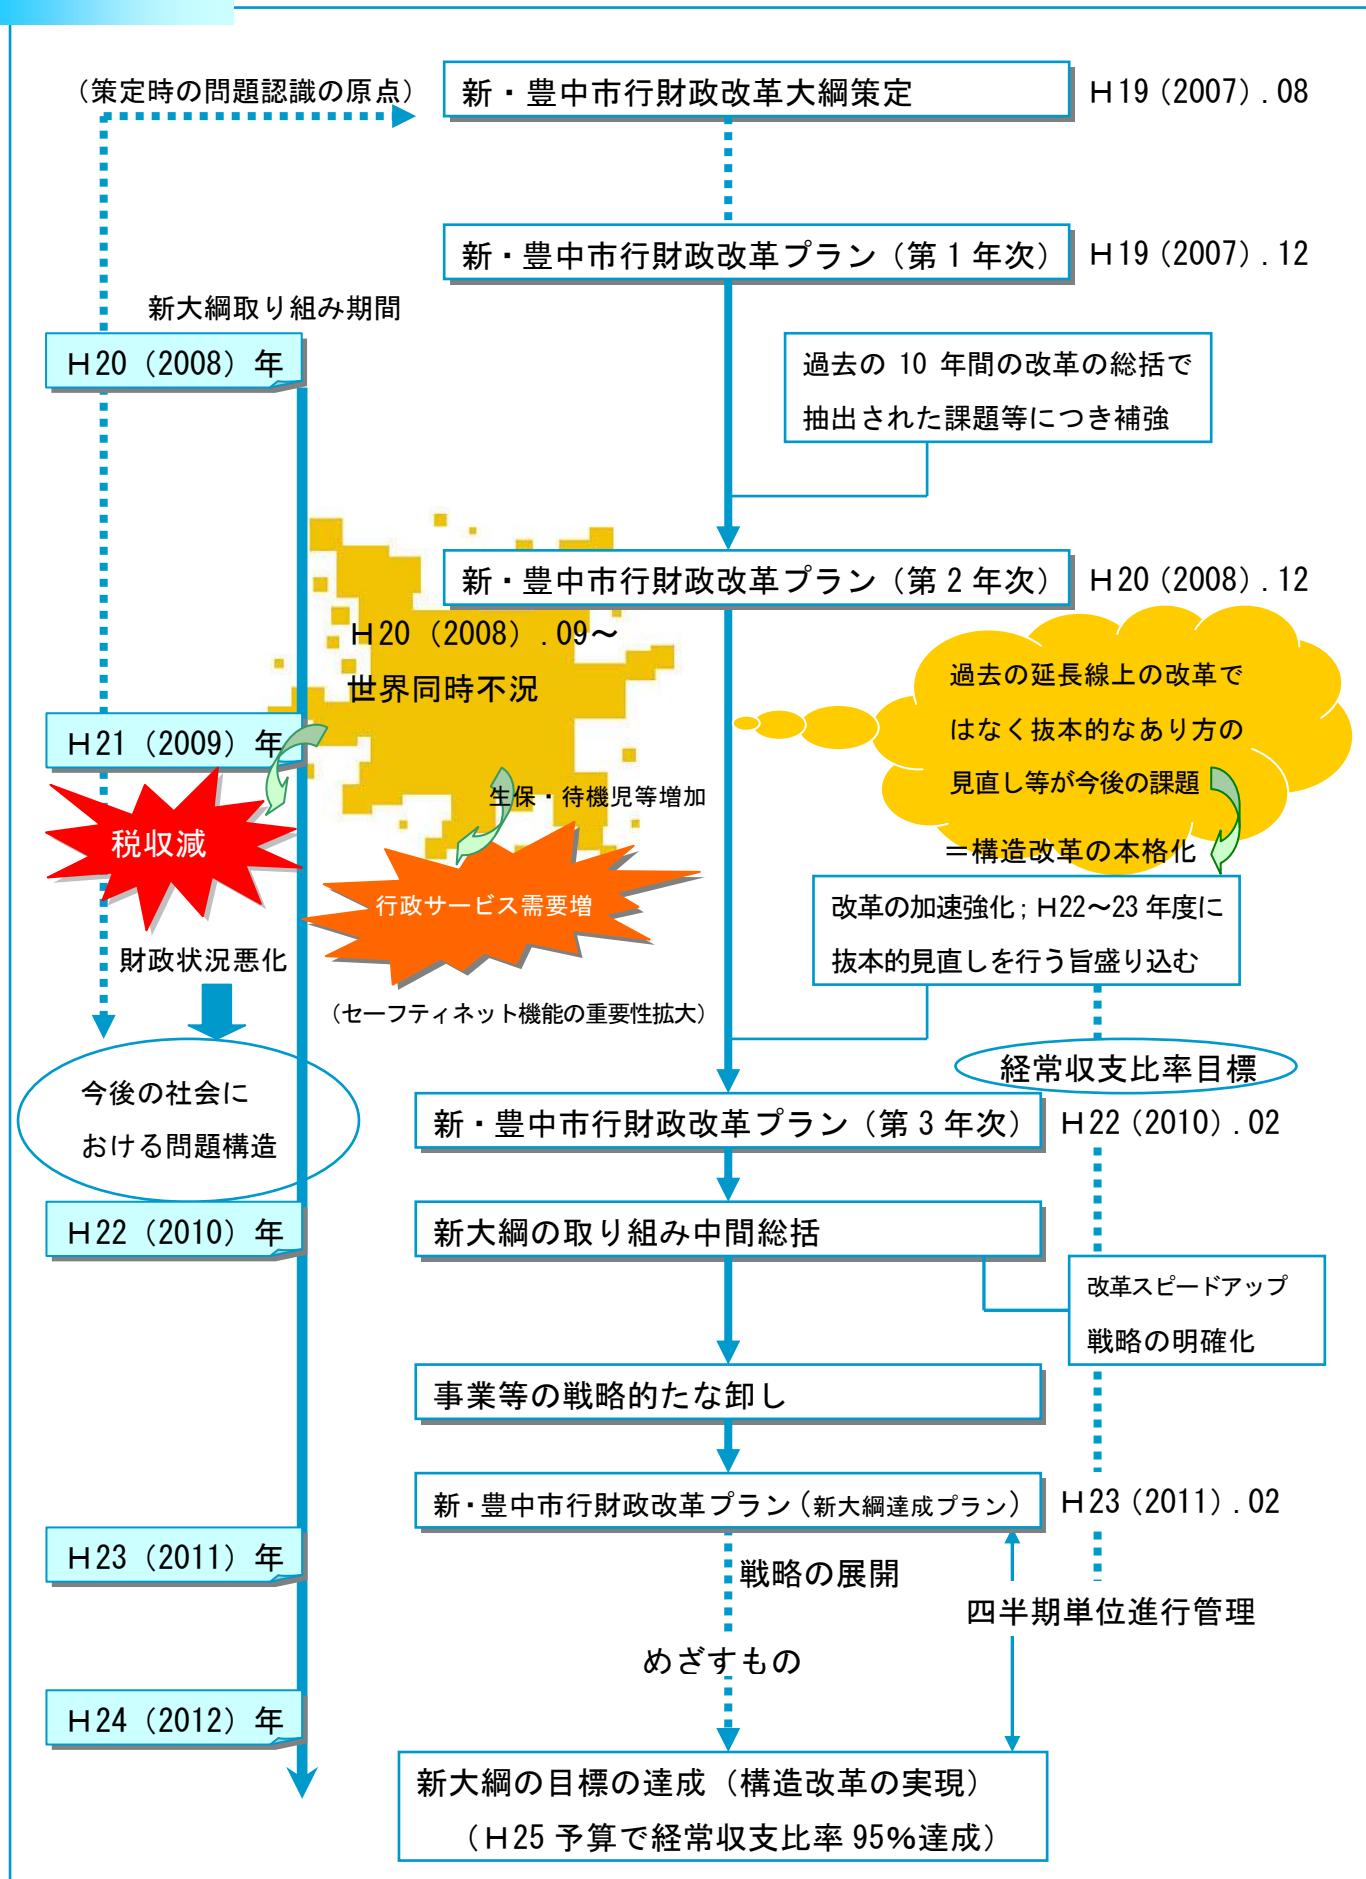 (策定時の問題認識の原点)
新・豊中市行財政改革大綱策定
H19(2007).08
新・豊中市行財政改革プラン(第1年次)
H19(2007).12
新大綱取り組み期間
H20(2008)年
過去の 10 年間の改革の総括で
抽出された課題等につき補強
新・豊中市行財政改革プラン(第2年次)
H20(2008).12
H20(2008).09～
世界同時不況
過去の延長線上の改革で
はなく抜本的なあり方の
見直し等が今後の課題
＝構造改革の本格化
H21(2009)年
生保・待機児等増加
税収減
行政サービス需要増
改革の加速強化;H22～23 年度に
抜本的見直しを行う旨盛り込む
財政状況悪化
(セーフティネット機能の重要性拡大)
経常収支比率目標
今後の社会に
おける問題構造
新・豊中市行財政改革プラン(第3年次)
H22(2010).02
H22(2010)年
新大綱の取り組み中間総括
改革スピードアップ
戦略の明確化
事業等の戦略的たな卸し
新・豊中市行財政改革プラン(新大綱達成プラン)
H23(2011).02
H23(2011)年
戦略の展開
四半期単位進行管理
めざすもの
H24(2012)年
新大綱の目標の達成(構造改革の実現)
(H25 予算で経常収支比率 95%達成)